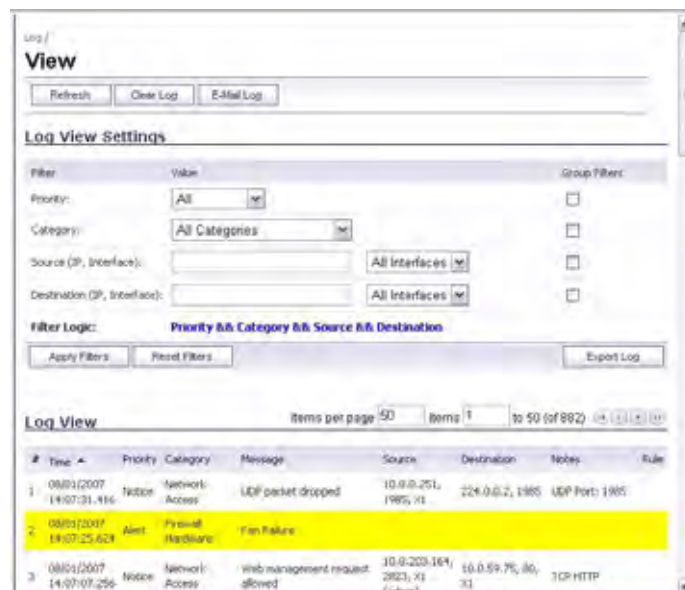 Log /
View
Refresh Clear Log E-Mail Log
Log View Settings
Filter Value Group Filters
Priority: All
Category: All Categories
Source (IP, Interface): All Interfaces
Destination (IP, Interface): All Interfaces
Filter Logic: Priority && Category && Source && Destination
Apply Filters Reset Filters Export Log
Log View Items per page 50 Items 1 to 50 (of 882)
# Time Priority Category Message Source Destination Notes Rule
1 08/01/2007 14:07:31.416 Notice Network Access UDP packet dropped 10.0.0.251, 1985, X1 224.0.0.2, 1985 UDP Port: 1985
2 08/01/2007 14:07:25.624 Alert Firewall Hardware Fan Failure
3 08/01/2007 14:07:07.256 Notice Network Access Web management request allowed 10.0.203.164, 2823, X1 10.0.59.75, 80, X1 TCP HTTP